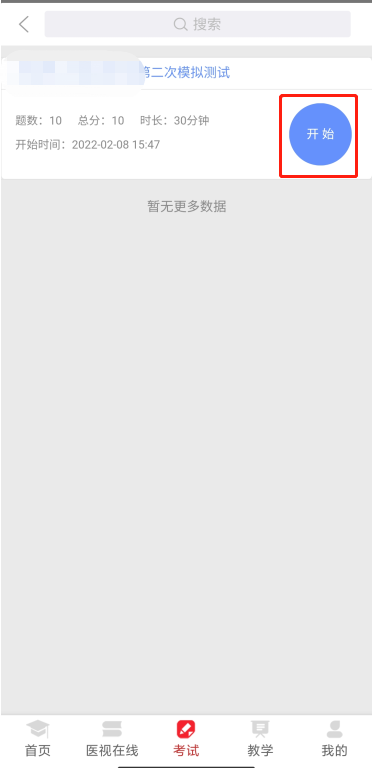 搜索
第二次模拟测试
题数：10 总分：10 时长：30分钟
开始时间：2022-02-08 15:47
开始
暂无更多数据
首页 医视在线 考试 教学 我的